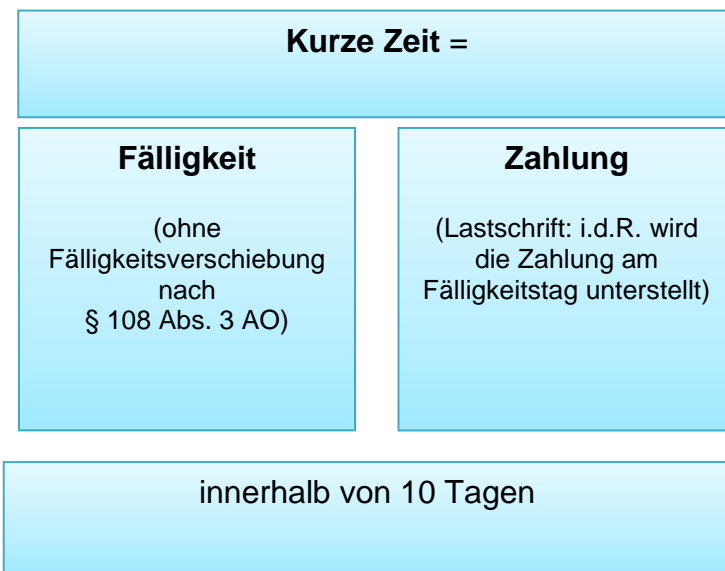 Kurze Zeit =
Fälligkeit
(ohne
Fälligkeitsverschiebung
nach
§ 108 Abs. 3 AO)
Zahlung
(Lastschrift: i.d.R. wird
die Zahlung am
Fälligkeitstag unterstellt)
innerhalb von 10 Tagen